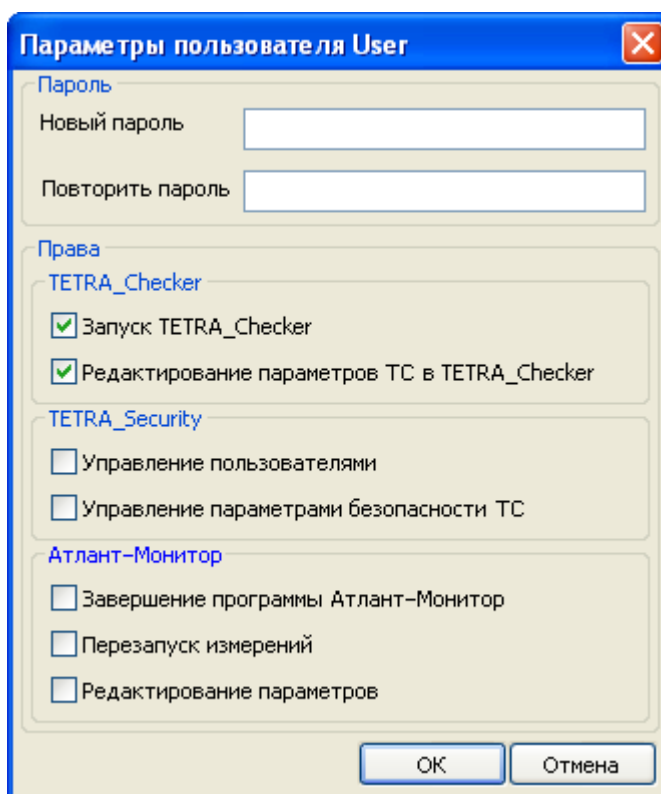 Параметры пользователя User
Пароль
Новый пароль
Повторить пароль
Права
TETRA_Checker
Запуск TETRA_Checker
Редактирование параметров ТС в TETRA_Checker
TETRA_Security
Управление пользователями
Управление параметрами безопасности ТС
Атлант-Монитор
Завершение программы Атлант-Монитор
Перезапуск измерений
Редактирование параметров
ОК Отмена